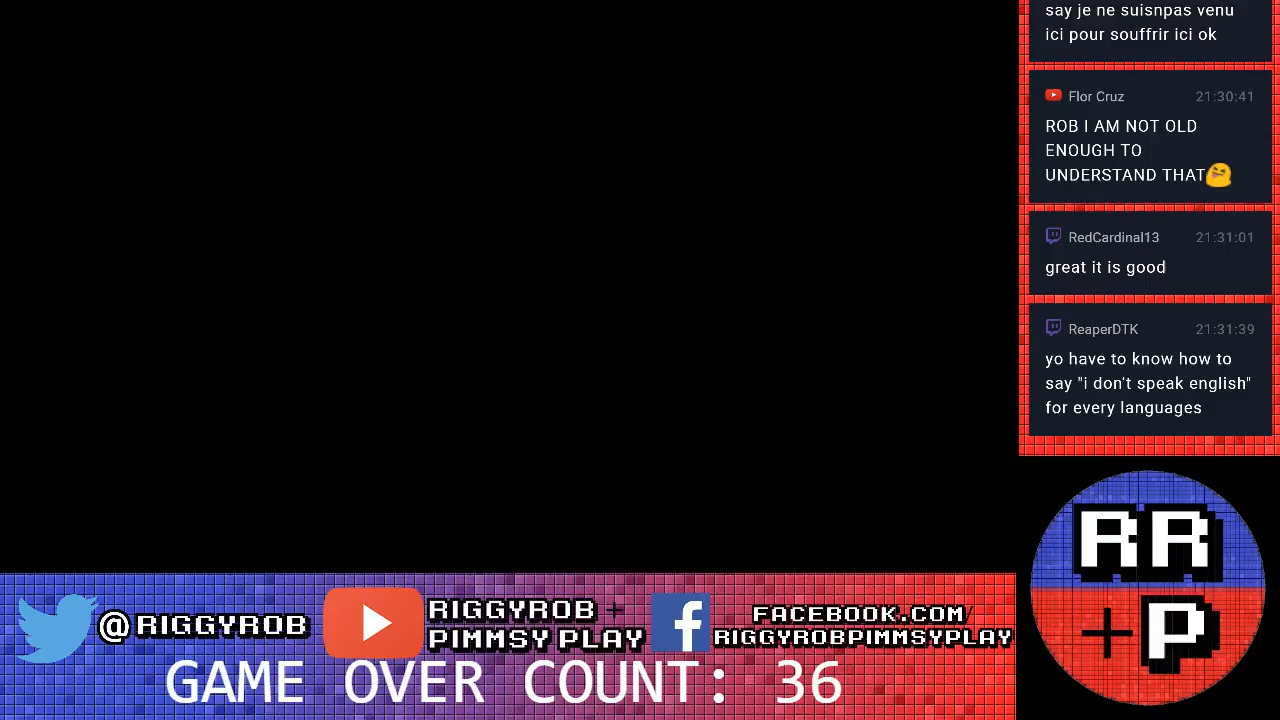 say je ne suisnpas venu
ici pour souffrir ici ok
Flor Cruz 21:30:41
ROB I AM NOT OLD
ENOUGH TO
UNDERSTAND THAT
RedCardinal13 21:31:01
great it is good
ReaperDTK 21:31:39
yo have to know how to
say "i don't speak english"
for every languages
RR
+P
@RIGGYROB
RIGGYROB +
PIMMSY PLAY
FACEBOOK.COM/
RIGGYROBPIMMSYPLAY
GAME OVER COUNT: 36